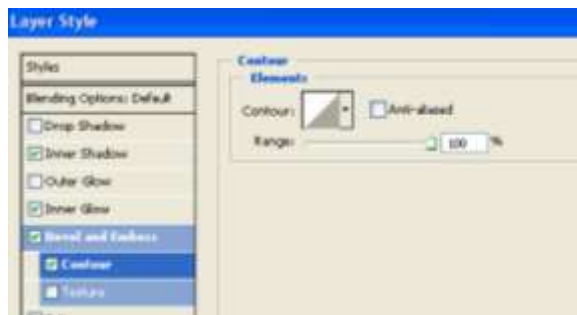 Layer Style
Styles
Blending Options: Default
Drop Shadow
Inner Shadow
Outer Glow
Inner Glow
Bevel and Emboss
Contour
Texture
Contour
Elements
Contour:
Anti-aliased
Range:
100 %